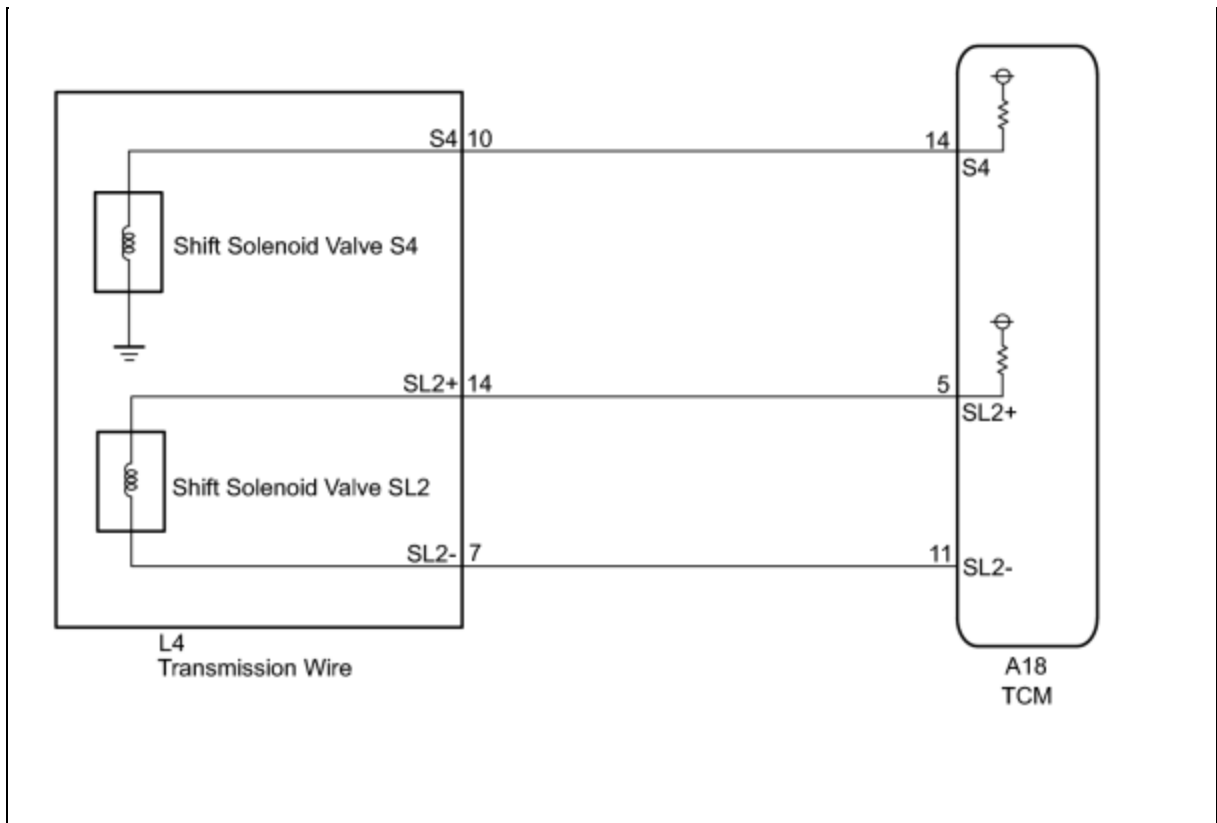 S4 10
14
S4
Shift Solenoid Valve S4
SL2+ 14
5
SL2+
Shift Solenoid Valve SL2
SL2- 7
11
SL2-
L4
Transmission Wire
A18
TCM